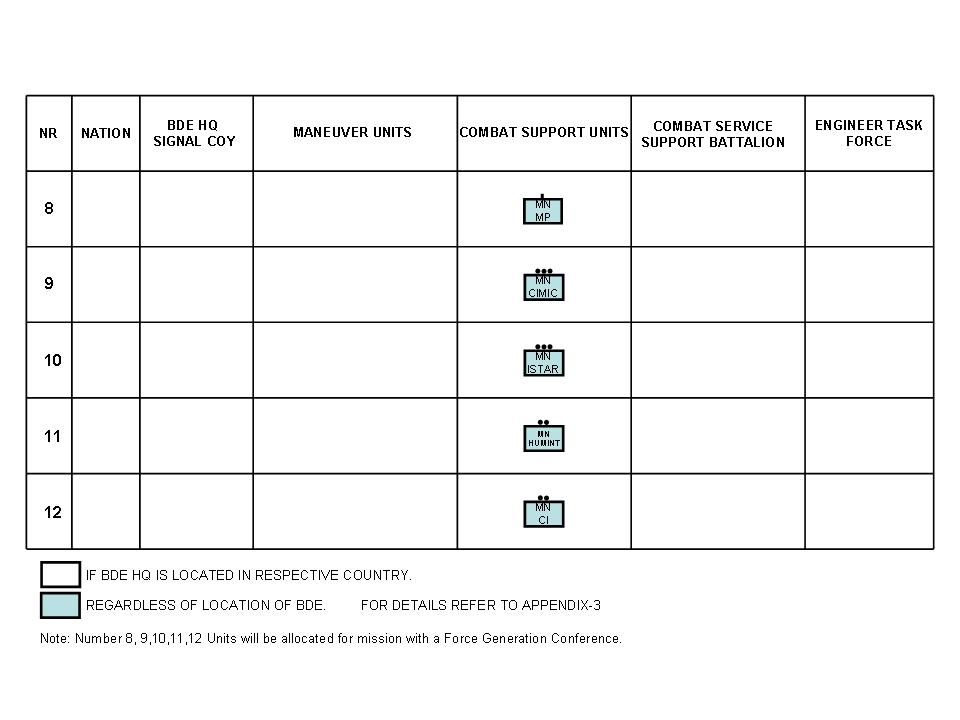 NR NATION BDE HQ SIGNAL COY MANEUVER UNITS COMBAT SUPPORT UNITS COMBAT SERVICE SUPPORT BATTALION ENGINEER TASK FORCE
8
MN
MP
9
MN
CIMIC
10
MN
ISTAR
11
MN
HUMINT
12
MN
CI
IF BDE HQ IS LOCATED IN RESPECTIVE COUNTRY.
REGARDLESS OF LOCATION OF BDE. FOR DETAILS REFER TO APPENDIX-3
Note: Number 8, 9,10,11,12 Units will be allocated for mission with a Force Generation Conference.